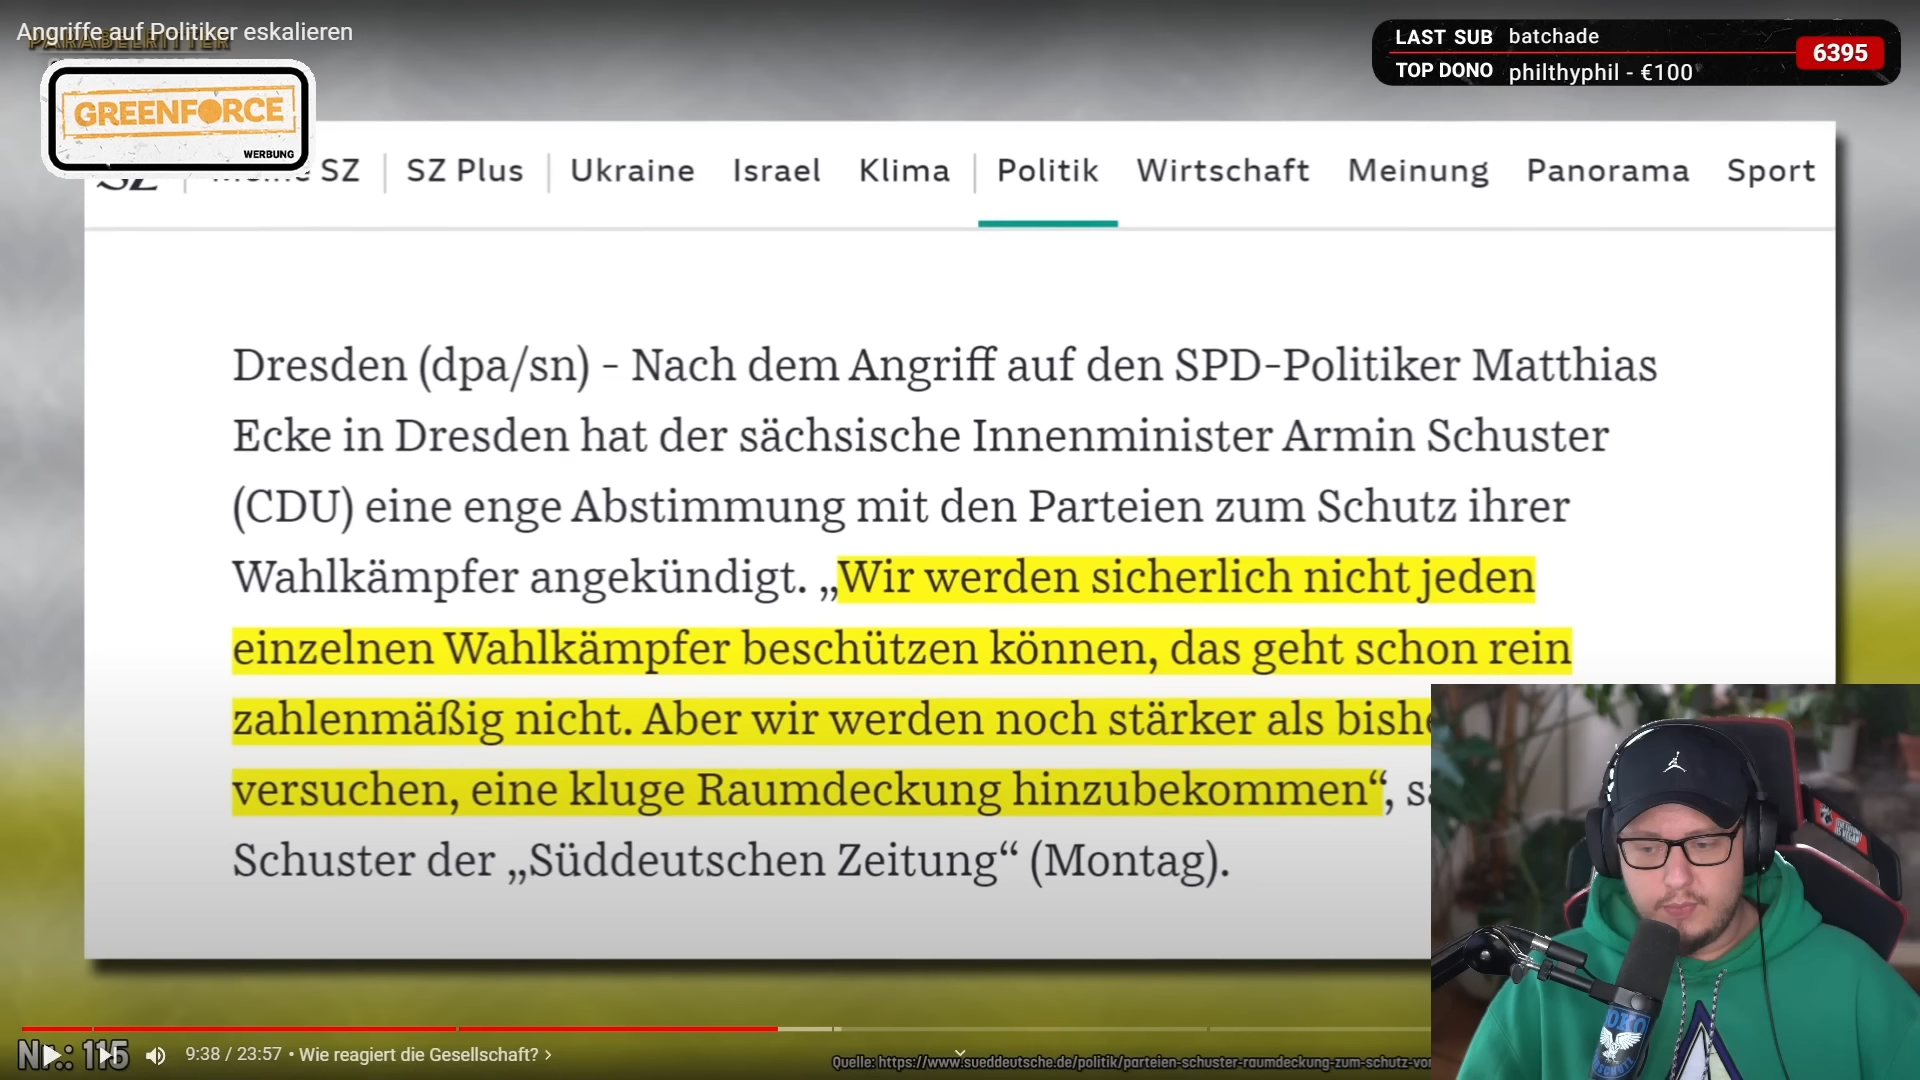 Angriffe auf Politiker eskalieren
PARABELRITTER
LAST SUB batchade
TOP DONO philthyphil - €100
6395
GREENFORCE
WERBUNG
SZ
SZ
SZ Plus
Ukraine
Israel
Klima
Politik
Wirtschaft
Meinung
Panorama
Sport
Dresden (dpa/sn) - Nach dem Angriff auf den SPD-Politiker Matthias
Ecke in Dresden hat der sächsische Innenminister Armin Schuster
(CDU) eine enge Abstimmung mit den Parteien zum Schutz ihrer
Wahlkämpfer angekündigt. „Wir werden sicherlich nicht jeden
einzelnen Wahlkämpfer beschützen können, das geht schon rein
zahlenmäßig nicht. Aber wir werden noch stärker als bishe
versuchen, eine kluge Raumdeckung hinzubekommen“, s
Schuster der „Süddeutschen Zeitung“ (Montag).
Nr.: 115
9:38 / 23:57 • Wie reagiert die Gesellschaft? >
Quelle: https://www.sueddeutsche.de/politik/parteien-schuster-raumdeckung-zum-schutz-vo